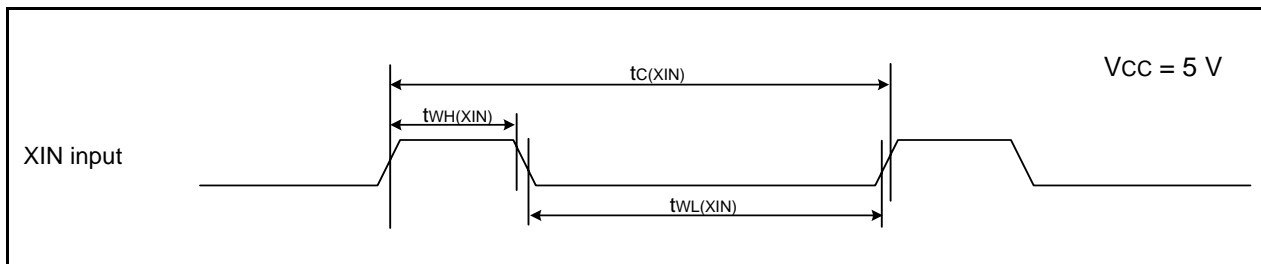 VCC = 5 V
tC(XIN)
tWH(XIN)
XIN input
tWL(XIN)